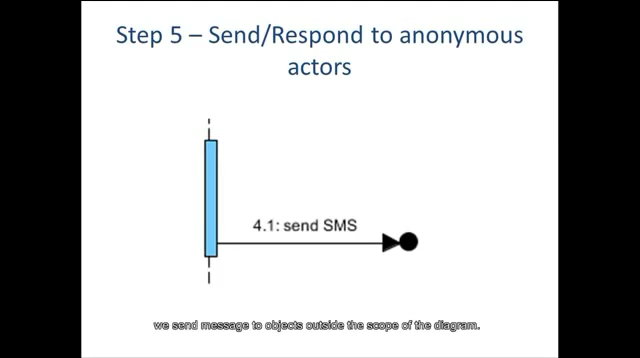 Step 5 – Send/Respond to anonymous
actors
4.1: send SMS
we send message to objects outside the scope of the diagram.